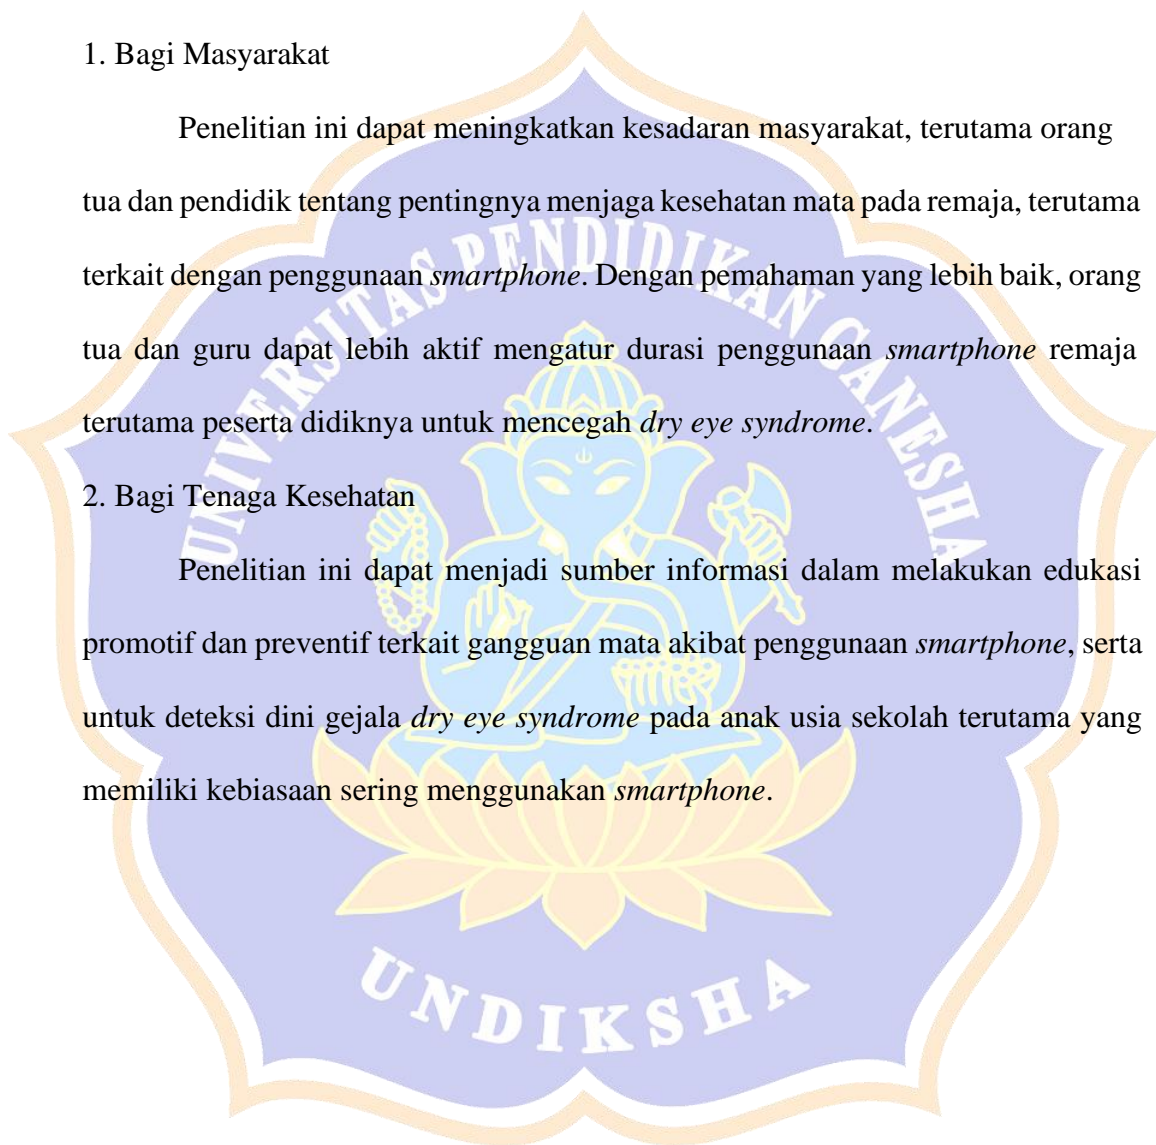 1. Bagi Masyarakat
Penelitian ini dapat meningkatkan kesadaran masyarakat, terutama orang
tua dan pendidik tentang pentingnya menjaga kesehatan mata pada remaja, terutama
terkait dengan penggunaan smartphone. Dengan pemahaman yang lebih baik, orang
tua dan guru dapat lebih aktif mengatur durasi penggunaan smartphone remaja
terutama peserta didiknya untuk mencegah dry eye syndrome.
2. Bagi Tenaga Kesehatan
Penelitian ini dapat menjadi sumber informasi dalam melakukan edukasi
promotif dan preventif terkait gangguan mata akibat penggunaan smartphone, serta
untuk deteksi dini gejala dry eye syndrome pada anak usia sekolah terutama yang
memiliki kebiasaan sering menggunakan smartphone.
UNIVERSITAS PENDIDIKAN GANESHA
UNDIKSHA